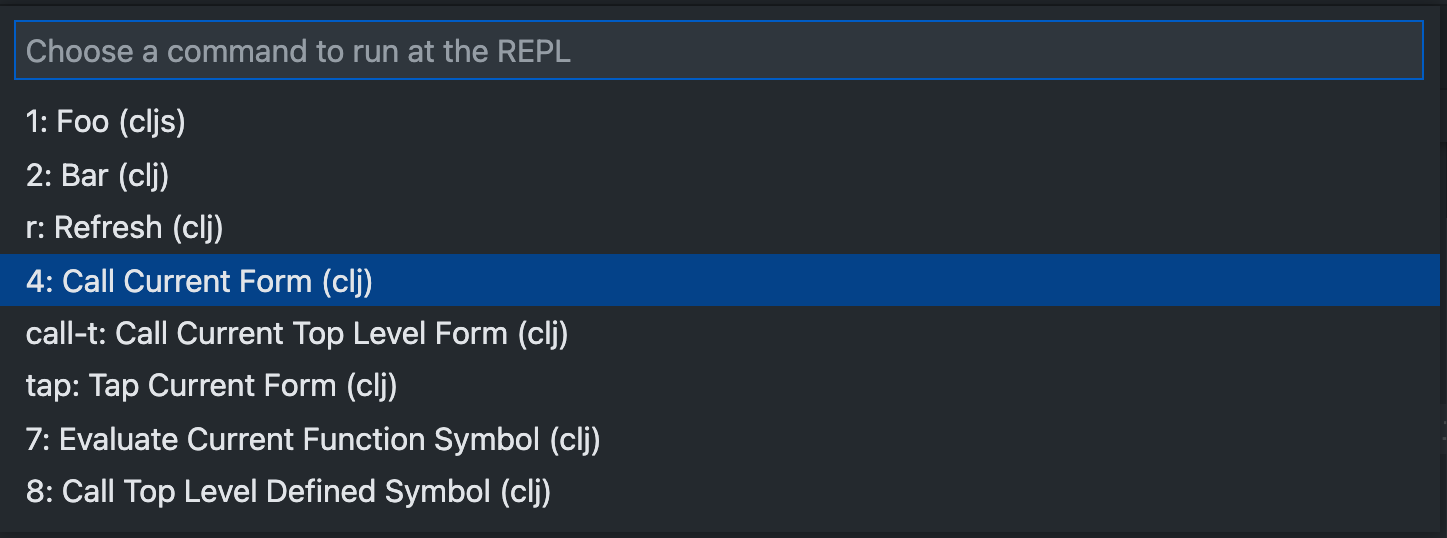 Choose a command to run at the REPL
1: Foo (cljs)
2: Bar (clj)
r: Refresh (clj)
4: Call Current Form (clj)
call-t: Call Current Top Level Form (clj)
tap: Tap Current Form (clj)
7: Evaluate Current Function Symbol (clj)
8: Call Top Level Defined Symbol (clj)